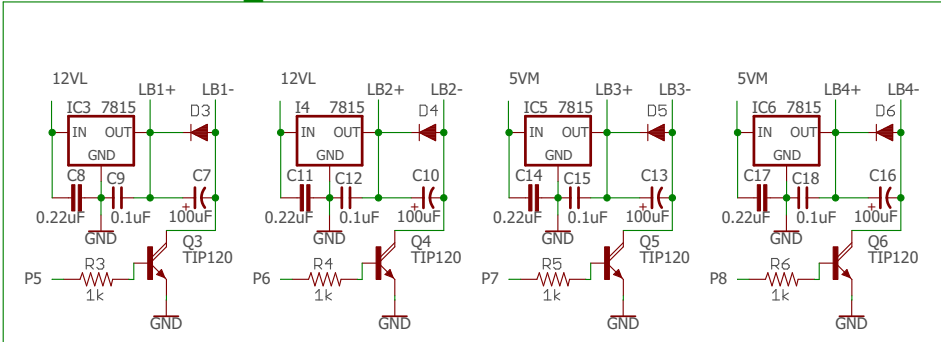 12VL LB1+ LB1-
IC3 7815 D3
IN OUT
GND
C8 C9 C7
0.22uF 0.1uF + 100uF
GND
Q3
TIP120
P5 R3
1k
GND
12VL LB2+ LB2-
I4 7815 D4
IN OUT
GND
C11 C12 C10
0.22uF 0.1uF + 100uF
GND
Q4
TIP120
P6 R4
1k
GND
5VM LB3+ LB3-
IC5 7815 D5
IN OUT
GND
C14 C15 C13
0.22uF 0.1uF + 100uF
GND
Q5
TIP120
P7 R5
1k
GND
5VM LB4+ LB4-
IC6 7815 D6
IN OUT
GND
C17 C18 C16
0.22uF 0.1uF + 100uF
GND
Q6
TIP120
P8 R6
1k
GND